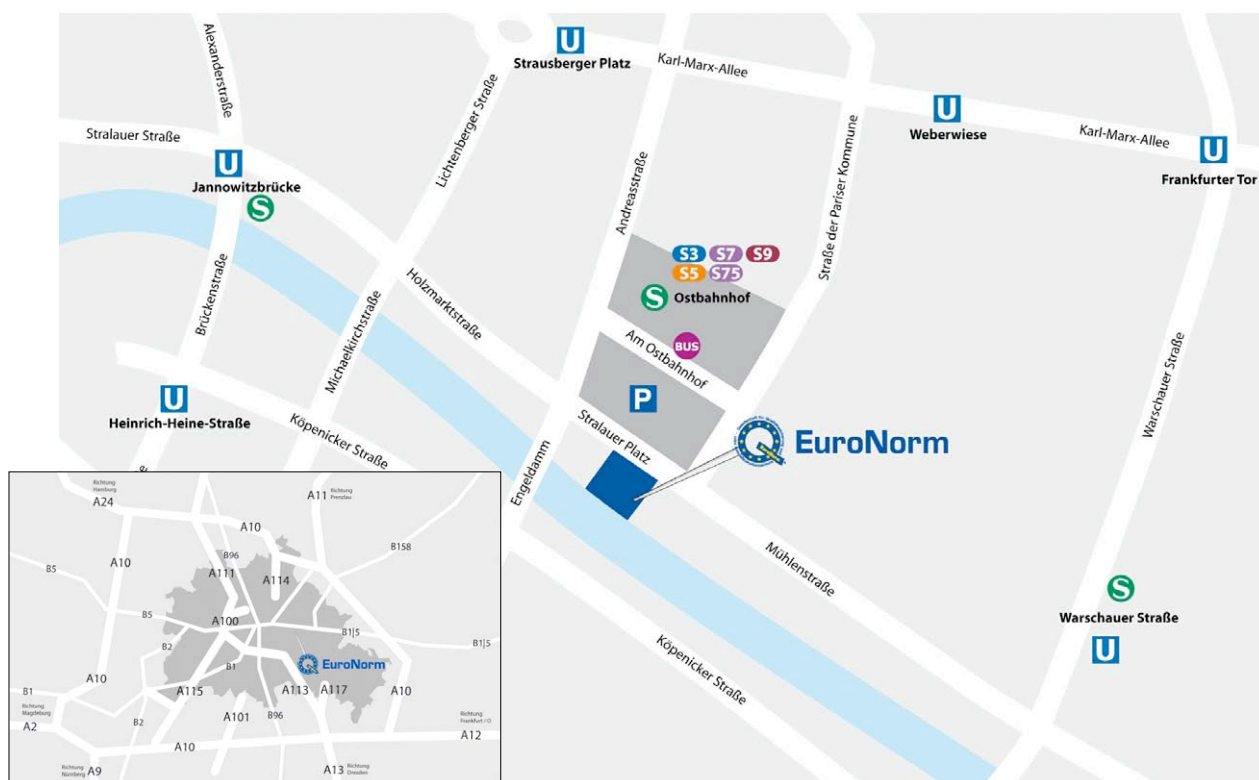 Alexanderstraße
Stralauer Straße
U
Jannowitzbrücke
S
Lichtenberger Straße
U
Strausberger Platz
Karl-Marx-Allee
U
Weberwiese
Karl-Marx-Allee
U
Frankfurter Tor
Andreasstraße
Straße der Pariser Kommune
S3 S7 S9
S5 S75
S Ostbahnhof
BUS
Am Ostbahnhof
P
Stralauer Platz
EuroNorm
Brückenstraße
Michaelkirchstraße
Holzmarktstraße
U
Heinrich-Heine-Straße
Köpenicker Straße
Engeldamm
Mühlenstraße
Warschauer Straße
S
Warschauer Straße
U
Köpenicker Straße
Richtung
Hamburg
A24
A11
Richtung
Prenzlau
A10
B96
B158
A10
B5
A111
A114
B5
A100
B2
B1|5
B1|5
B1
EuroNorm
A10
B1
A115
A113
A117
A10
Richtung
Magdeburg
A2
B2
A101
B96
Richtung
Frankfurt / O
A12
A10
Richtung
Nürnberg
A9
A13
Richtung
Dresden